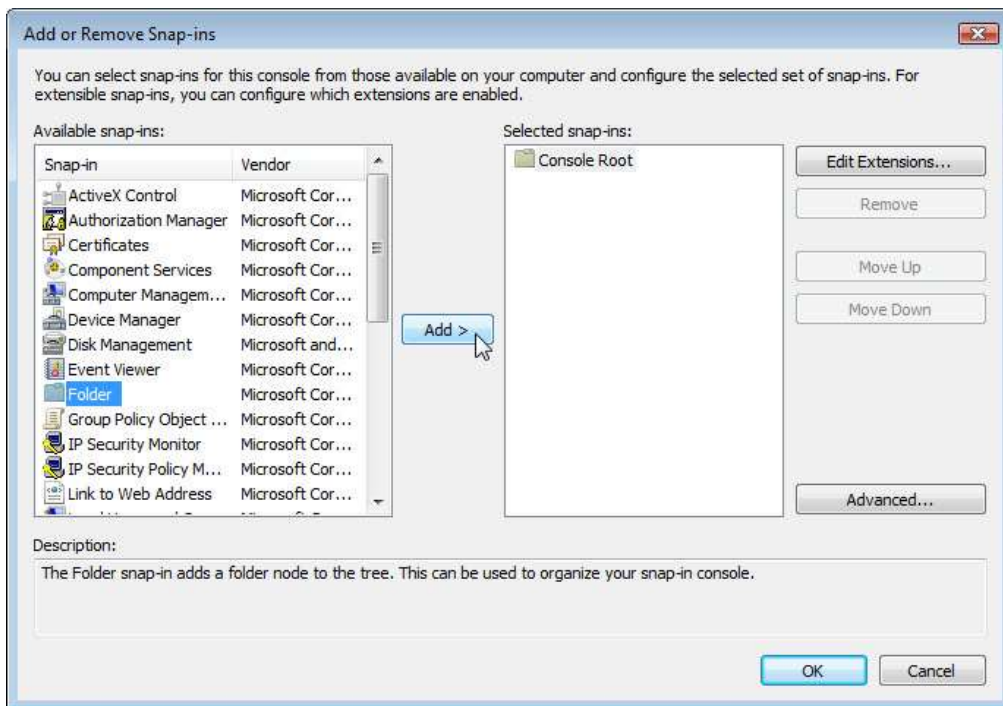 Add or Remove Snap-ins
You can select snap-ins for this console from those available on your computer and configure the selected set of snap-ins. For
extensible snap-ins, you can configure which extensions are enabled.
Available snap-ins:
Snap-in Vendor
ActiveX Control Microsoft Cor...
Authorization Manager Microsoft Cor...
Certificates Microsoft Cor...
Component Services Microsoft Cor...
Computer Managem... Microsoft Cor...
Device Manager Microsoft Cor...
Disk Management Microsoft and...
Event Viewer Microsoft Cor...
Folder Microsoft Cor...
Group Policy Object ... Microsoft Cor...
IP Security Monitor Microsoft Cor...
IP Security Policy M... Microsoft Cor...
Link to Web Address Microsoft Cor...
Add >
Selected snap-ins:
Console Root
Edit Extensions...
Remove
Move Up
Move Down
Advanced...
Description:
The Folder snap-in adds a folder node to the tree. This can be used to organize your snap-in console.
OK
Cancel